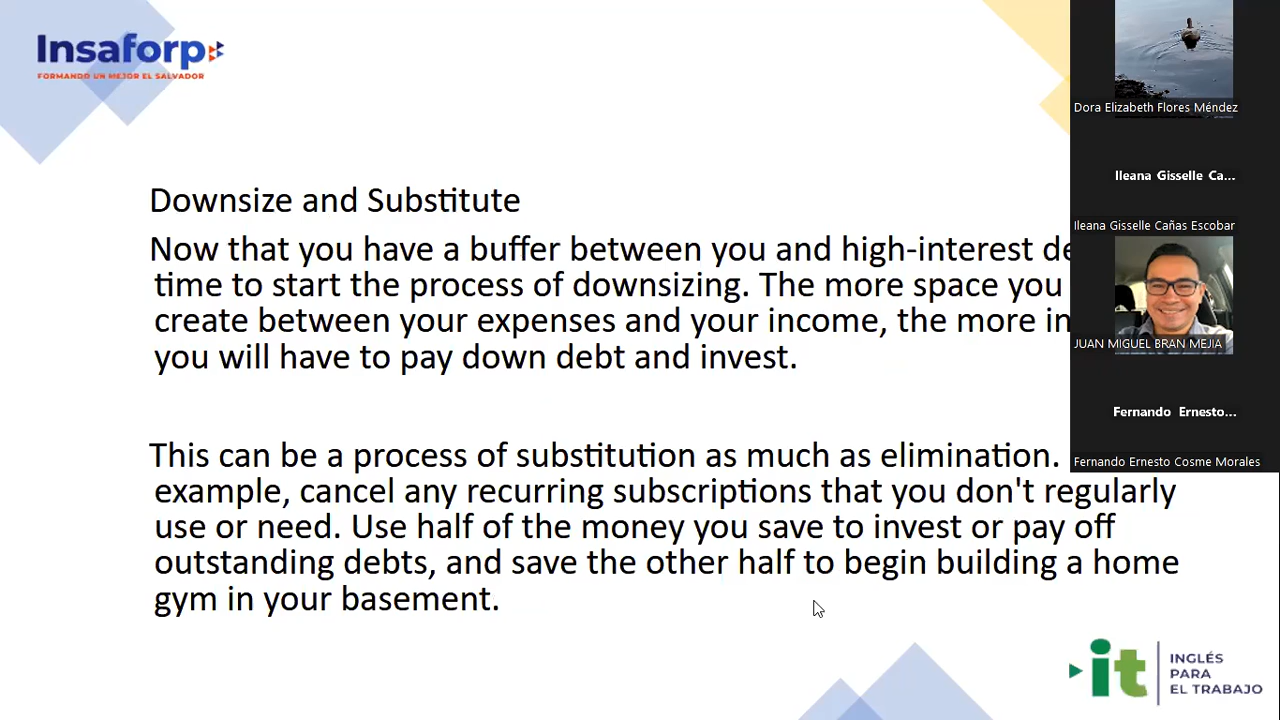 Insaforp
FORMANDO UN MEJOR EL SALVADOR
Downsize and Substitute
Now that you have a buffer between you and high-interest de
time to start the process of downsizing. The more space you
create between your expenses and your income, the more in
you will have to pay down debt and invest.
This can be a process of substitution as much as elimination.
example, cancel any recurring subscriptions that you don't regularly
use or need. Use half of the money you save to invest or pay off
outstanding debts, and save the other half to begin building a home
gym in your basement.
Dora Elizabeth Flores Méndez
Ileana Gisselle Ca...
Ileana Gisselle Cañas Escobar
JUAN MIGUEL BRAN MEJIA
Fernando Ernesto...
Fernando Ernesto Cosme Morales
it
INGLÉS
PARA
EL TRABAJO